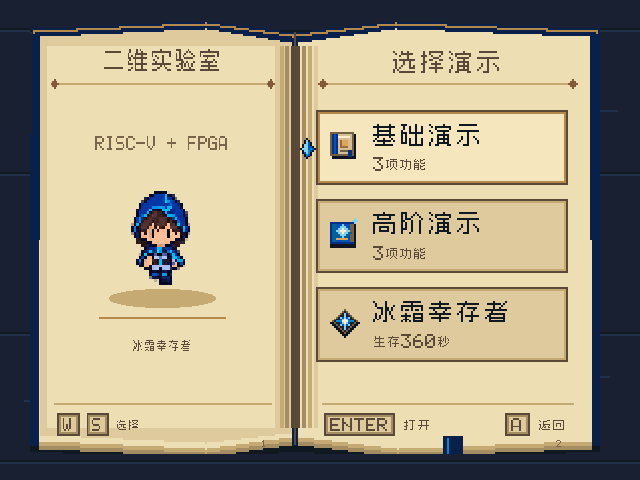 二维实验室
RISC-V + FPGA
冰霜幸存者
W S 选择
1
选择演示
基础演示
3项功能
高阶演示
3项功能
冰霜幸存者
生存360秒
ENTER 打开 A 返回
2